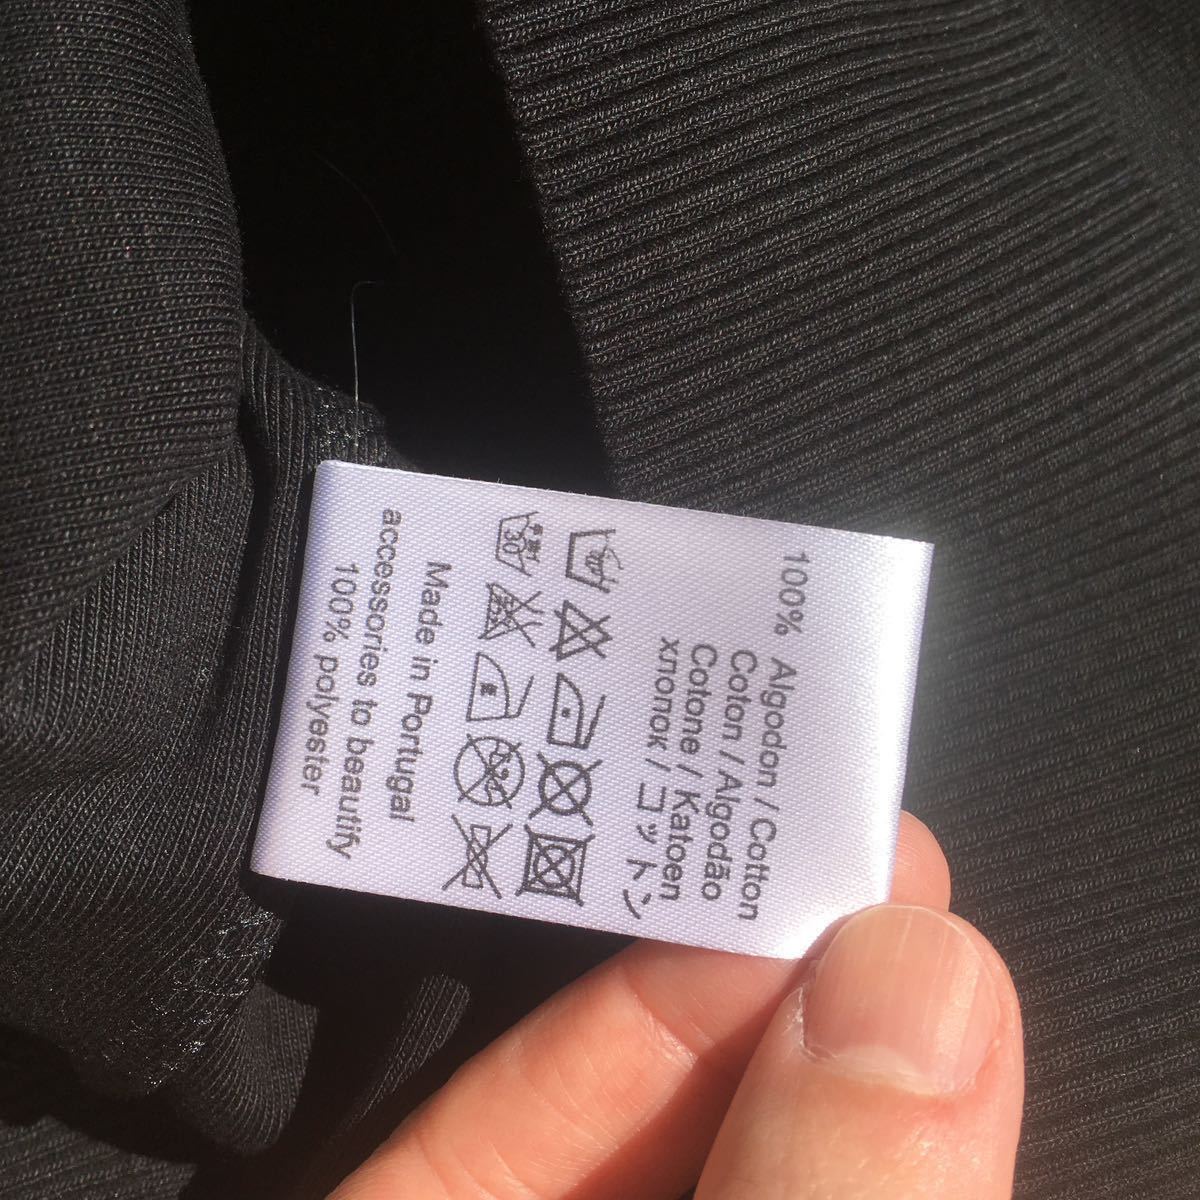 100% Algodon / Cotton
Coton / Algodão
Cotone / Katoen
хлопок / コットン
30
Made in Portugal
accessories to beautify
100% polyester